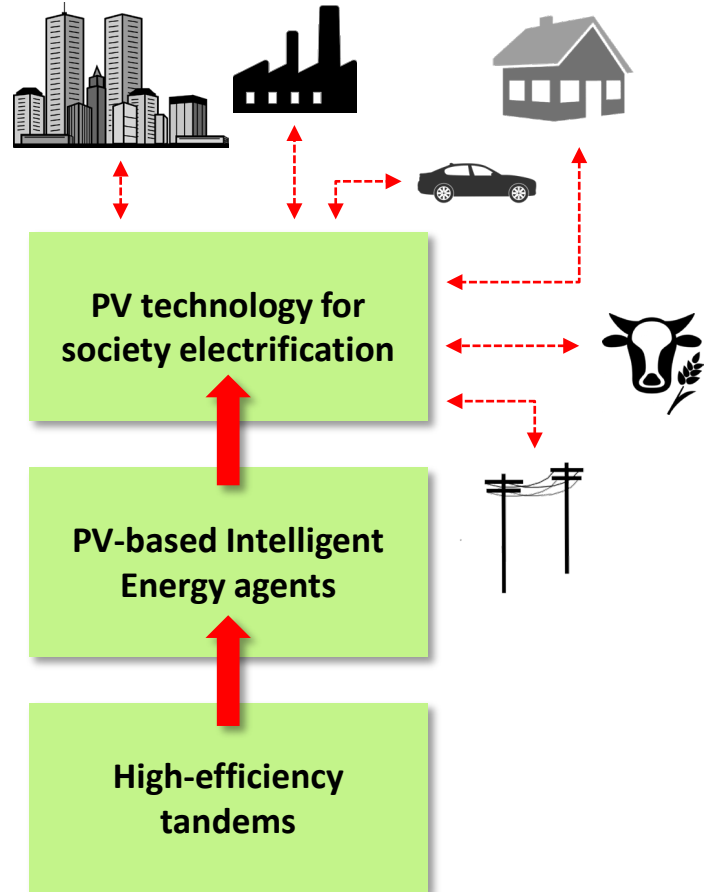 PV technology for
society electrification
PV-based Intelligent
Energy agents
High-efficiency
tandems